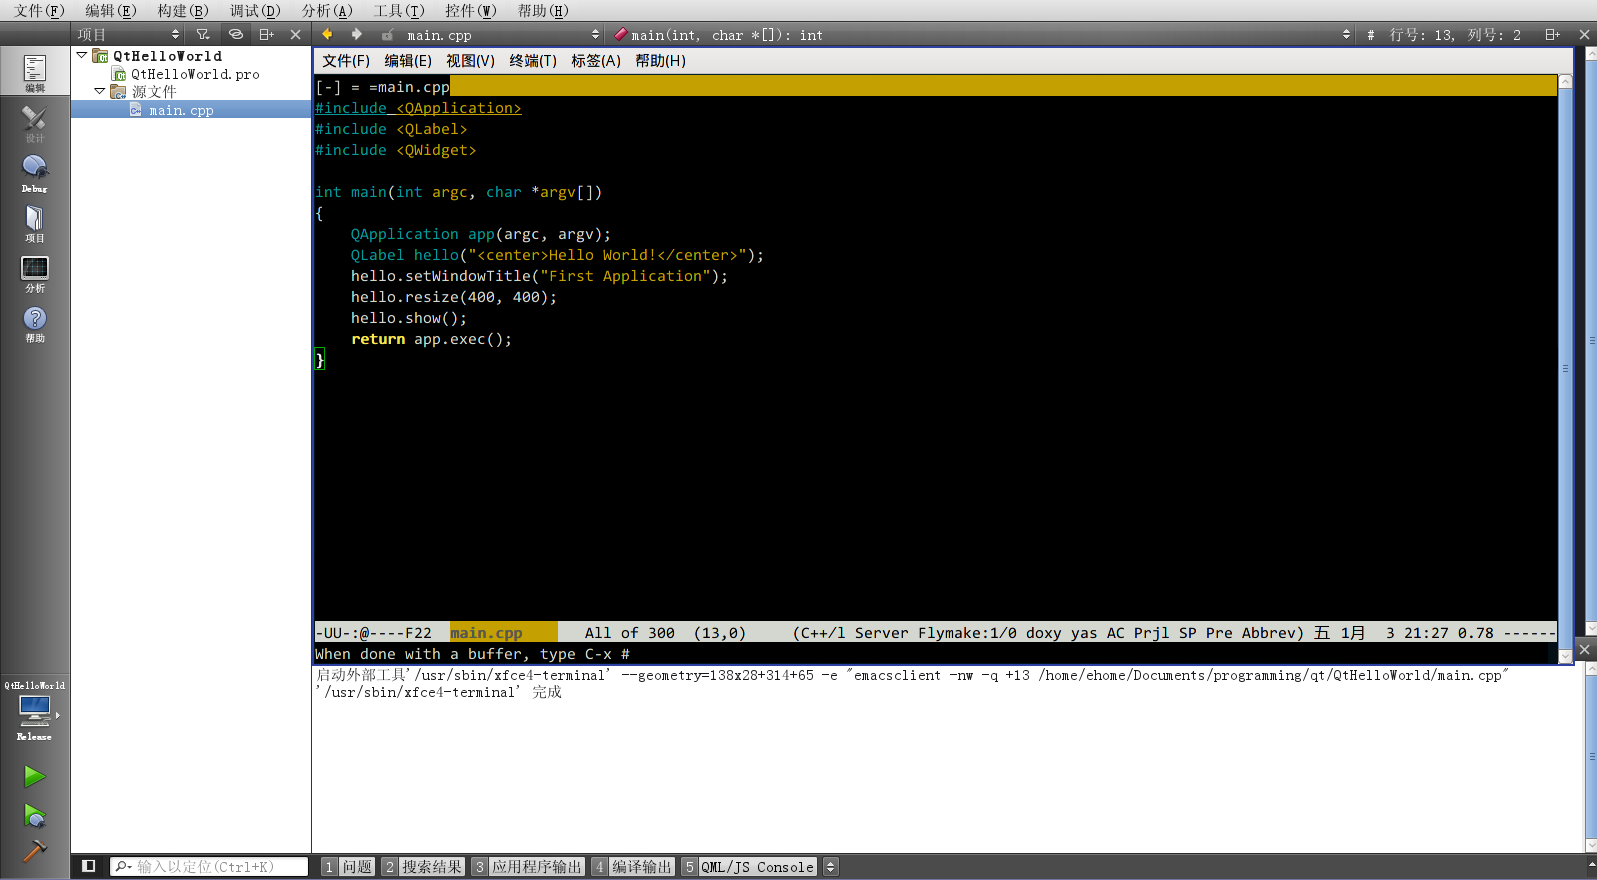 文件(F) 编辑(E) 构建(B) 调试(D) 分析(A) 工具(T) 控件(W) 帮助(H)
项目 main.cpp main(int, char *[]): int # 行号: 13, 列号: 2
编辑
设计
Debug
项目
分析
帮助
QtHelloWorld
Release
QtHelloWorld
QtHelloWorld.pro
源文件
main.cpp
文件(F) 编辑(E) 视图(V) 终端(T) 标签(A) 帮助(H)
[-] = =main.cpp
#include <QApplication>
#include <QLabel>
#include <QWidget>
int main(int argc, char *argv[])
{
QApplication app(argc, argv);
QLabel hello("<center>Hello World!</center>");
hello.setWindowTitle("First Application");
hello.resize(400, 400);
hello.show();
return app.exec();
}
-UU-:@----F22 main.cpp All of 300 (13,0) (C++/l Server Flymake:1/0 doxy yas AC Prjl SP Pre Abbrev) 五 1月 3 21:27 0.78 ------
When done with a buffer, type C-x #
启动外部工具'/usr/sbin/xfce4-terminal' --geometry=138x28+314+65 -e "emacsclient -nw -q +13 /home/ehome/Documents/programming/qt/QtHelloWorld/main.cpp"
'/usr/sbin/xfce4-terminal' 完成
输入以定位(Ctrl+K) 1 问题 2 搜索结果 3 应用程序输出 4 编译输出 5 QML/JS Console